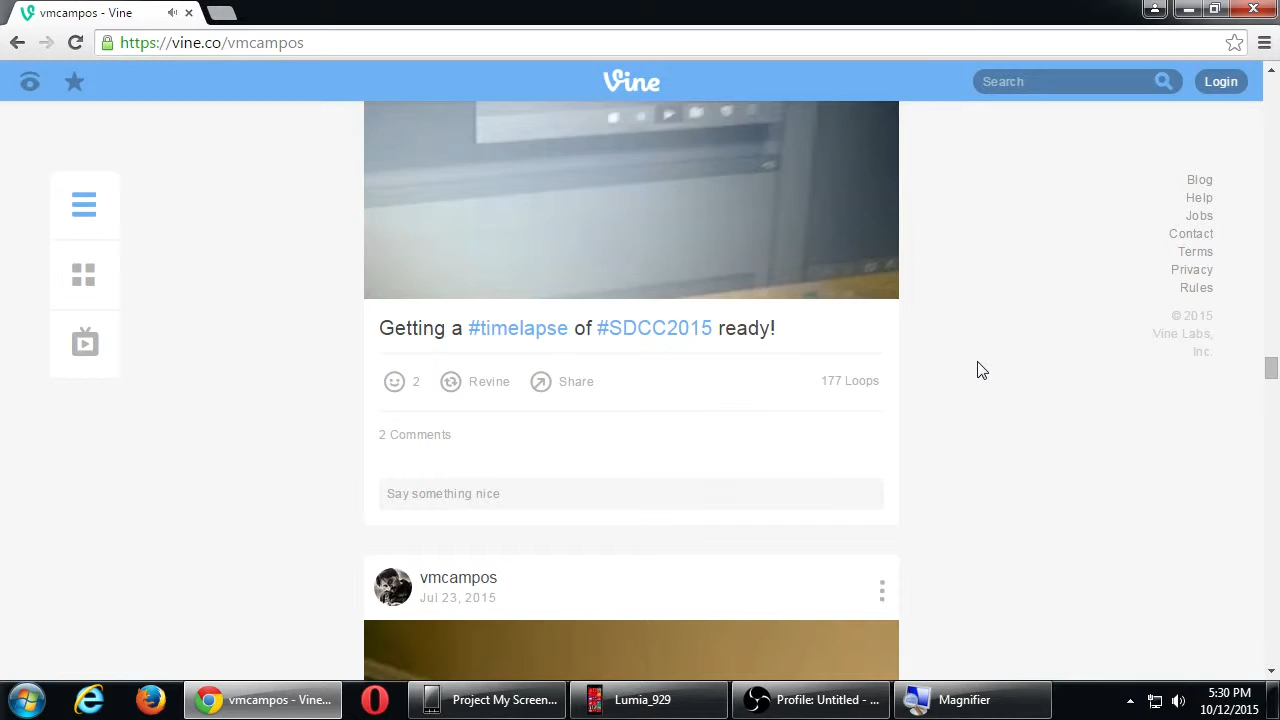 vmcampos - Vine
https://vine.co/vmcampos
Vine
Search
Login
Blog
Help
Jobs
Contact
Terms
Privacy
Rules
© 2015
Vine Labs,
Inc.
Getting a #timelapse of #SDCC2015 ready!
2
Revine
Share
177 Loops
2 Comments
Say something nice
vmcampos
Jul 23, 2015
vmcampos - Vine...
Project My Screen...
Lumia_929
Profile: Untitled - ...
Magnifier
5:30 PM
10/12/2015